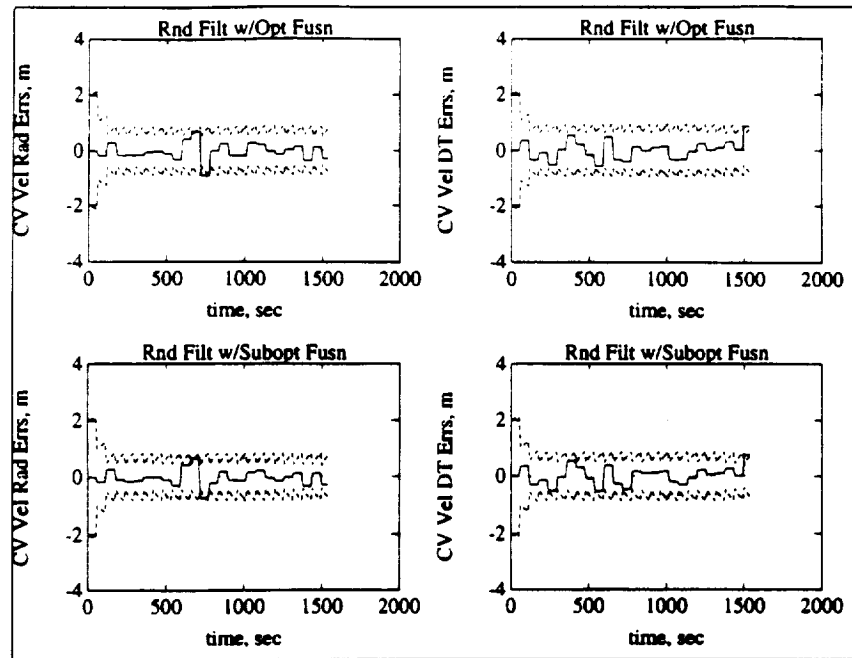 Rnd Filt w/Opt Fusn
4
2
0
-2
-4
CV Vel Rad Errs, m
0 500 1000 1500 2000
time, sec
Rnd Filt w/Opt Fusn
4
2
0
-2
-4
CV Vel DT Errs, m
0 500 1000 1500 2000
time, sec
Rnd Filt w/Subopt Fusn
4
2
0
-2
-4
CV Vel Rad Errs, m
0 500 1000 1500 2000
time, sec
Rnd Filt w/Subopt Fusn
4
2
0
-2
-4
CV Vel DT Errs, m
0 500 1000 1500 2000
time, sec